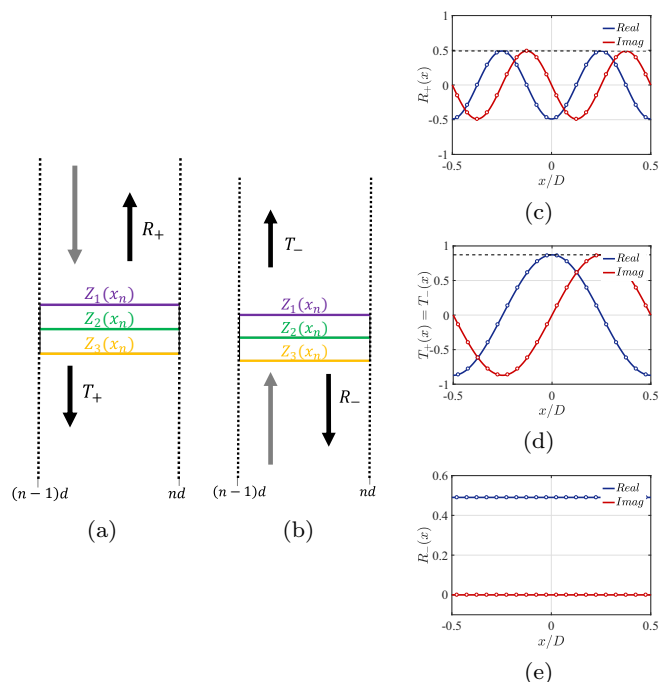 R₊
Z₁(xₙ)
Z₂(xₙ)
Z₃(xₙ)
T₊
(n − 1)d
nd
(a)
T₋
Z₁(xₙ)
Z₂(xₙ)
Z₃(xₙ)
R₋
(n − 1)d
nd
(b)
1
0.5
0
-0.5
-1
R₊(x)
Real
Imag
-0.5
0
0.5
x/D
(c)
1
0.5
0
-0.5
-1
T₊(x) = T₋(x)
Real
Imag
-0.5
0
0.5
x/D
(d)
0.6
0.4
0.2
0
R₋(x)
Real
Imag
-0.5
0
0.5
x/D
(e)